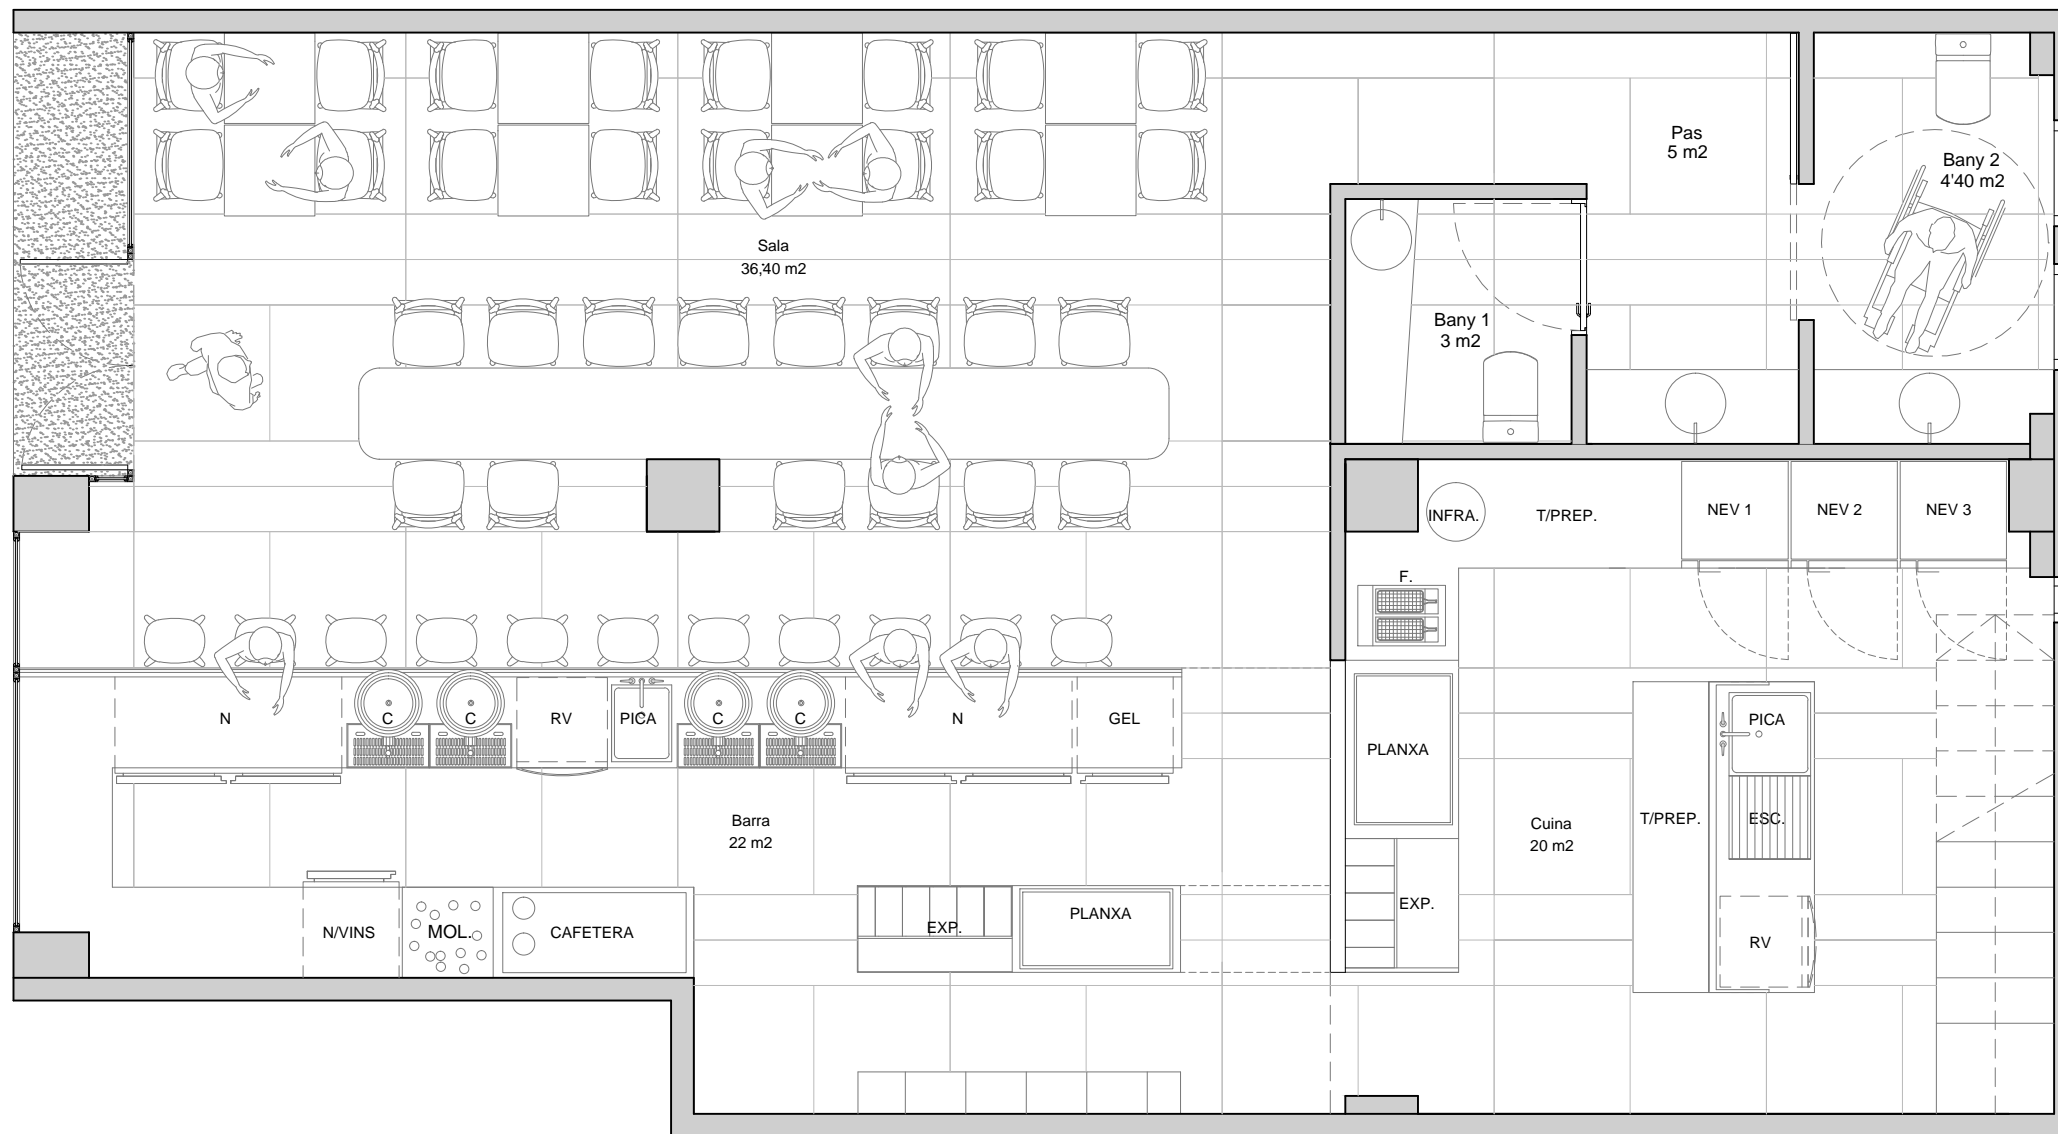 Pas
5 m2
Bany 2
4'40 m2
Sala
36,40 m2
Bany 1
3 m2
INFRA.
T/PREP.
NEV 1
NEV 2
NEV 3
F.
N
C
C
RV
PICA
C
C
N
GEL
PLANXA
PICA
Barra
22 m2
Cuina
20 m2
T/PREP.
ESC.
N/VINS
MOL.
CAFETERA
EXP.
PLANXA
EXP.
RV